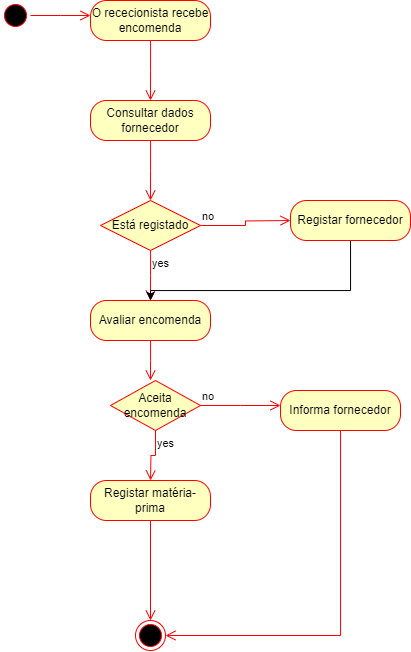 O rececionista recebe
encomenda
Consultar dados
fornecedor
Está registado
no
Registar fornecedor
yes
Avaliar encomenda
Aceita
encomenda
no
Informa fornecedor
yes
Registar matéria-
prima